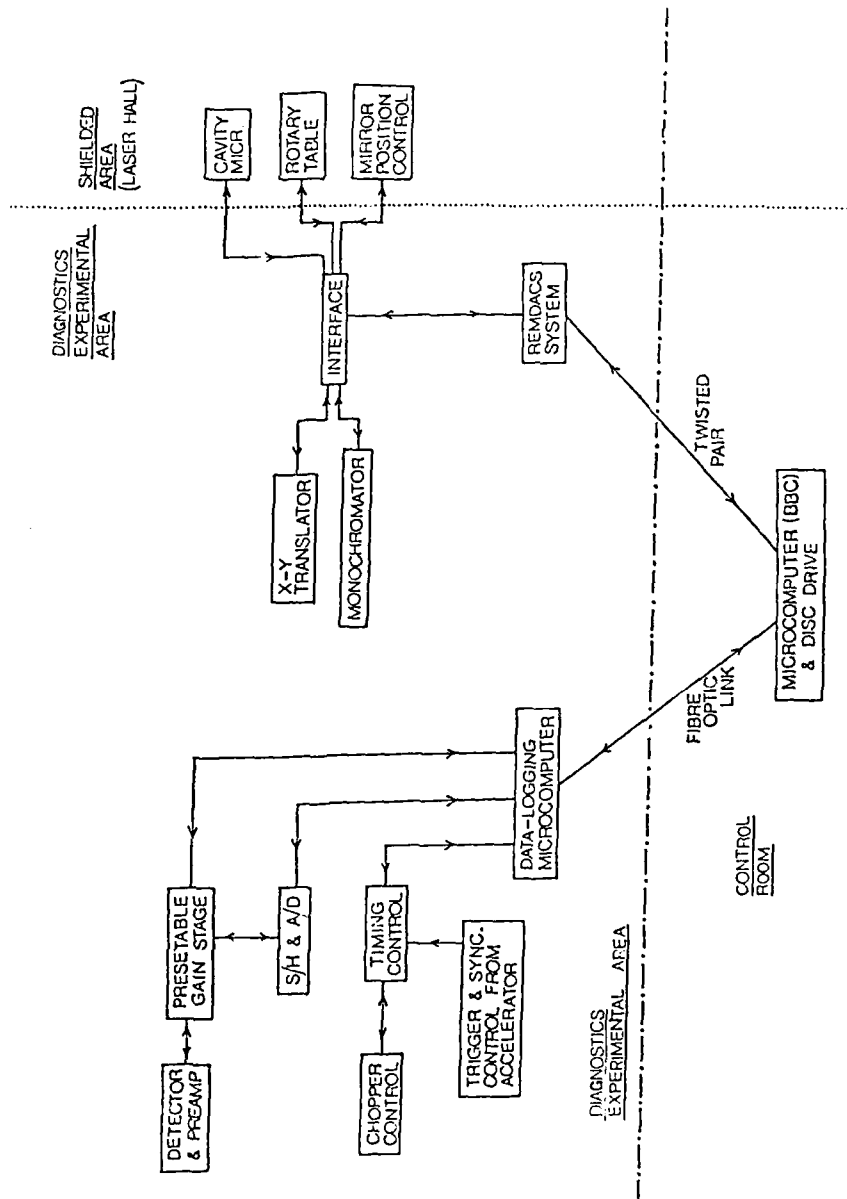 SHIELDED
AREA
(LASER HALL)
DIAGNOSTICS
EXPERIMENTAL
AREA
CAVITY
MICR
ROTARY
TABLE
MIRROR
POSITION
CONTROL
INTERFACE
X-Y
TRANSLATOR
MONOCHROMATOR
REMDACS
SYSTEM
TWISTED
PAIR
MICROCOMPUTER (BBC)
& DISC DRIVE
FIBRE
OPTIC
LINK
DATA-LOGGING
MICROCOMPUTER
PRESETABLE
GAIN STAGE
S/H & A/D
TIMING
CONTROL
DETECTOR
& PREAMP
CHOPPER
CONTROL
TRIGGER & SYNC.
CONTROL FROM
ACCELERATOR
DIAGNOSTICS
EXPERIMENTAL AREA
CONTROL
ROOM